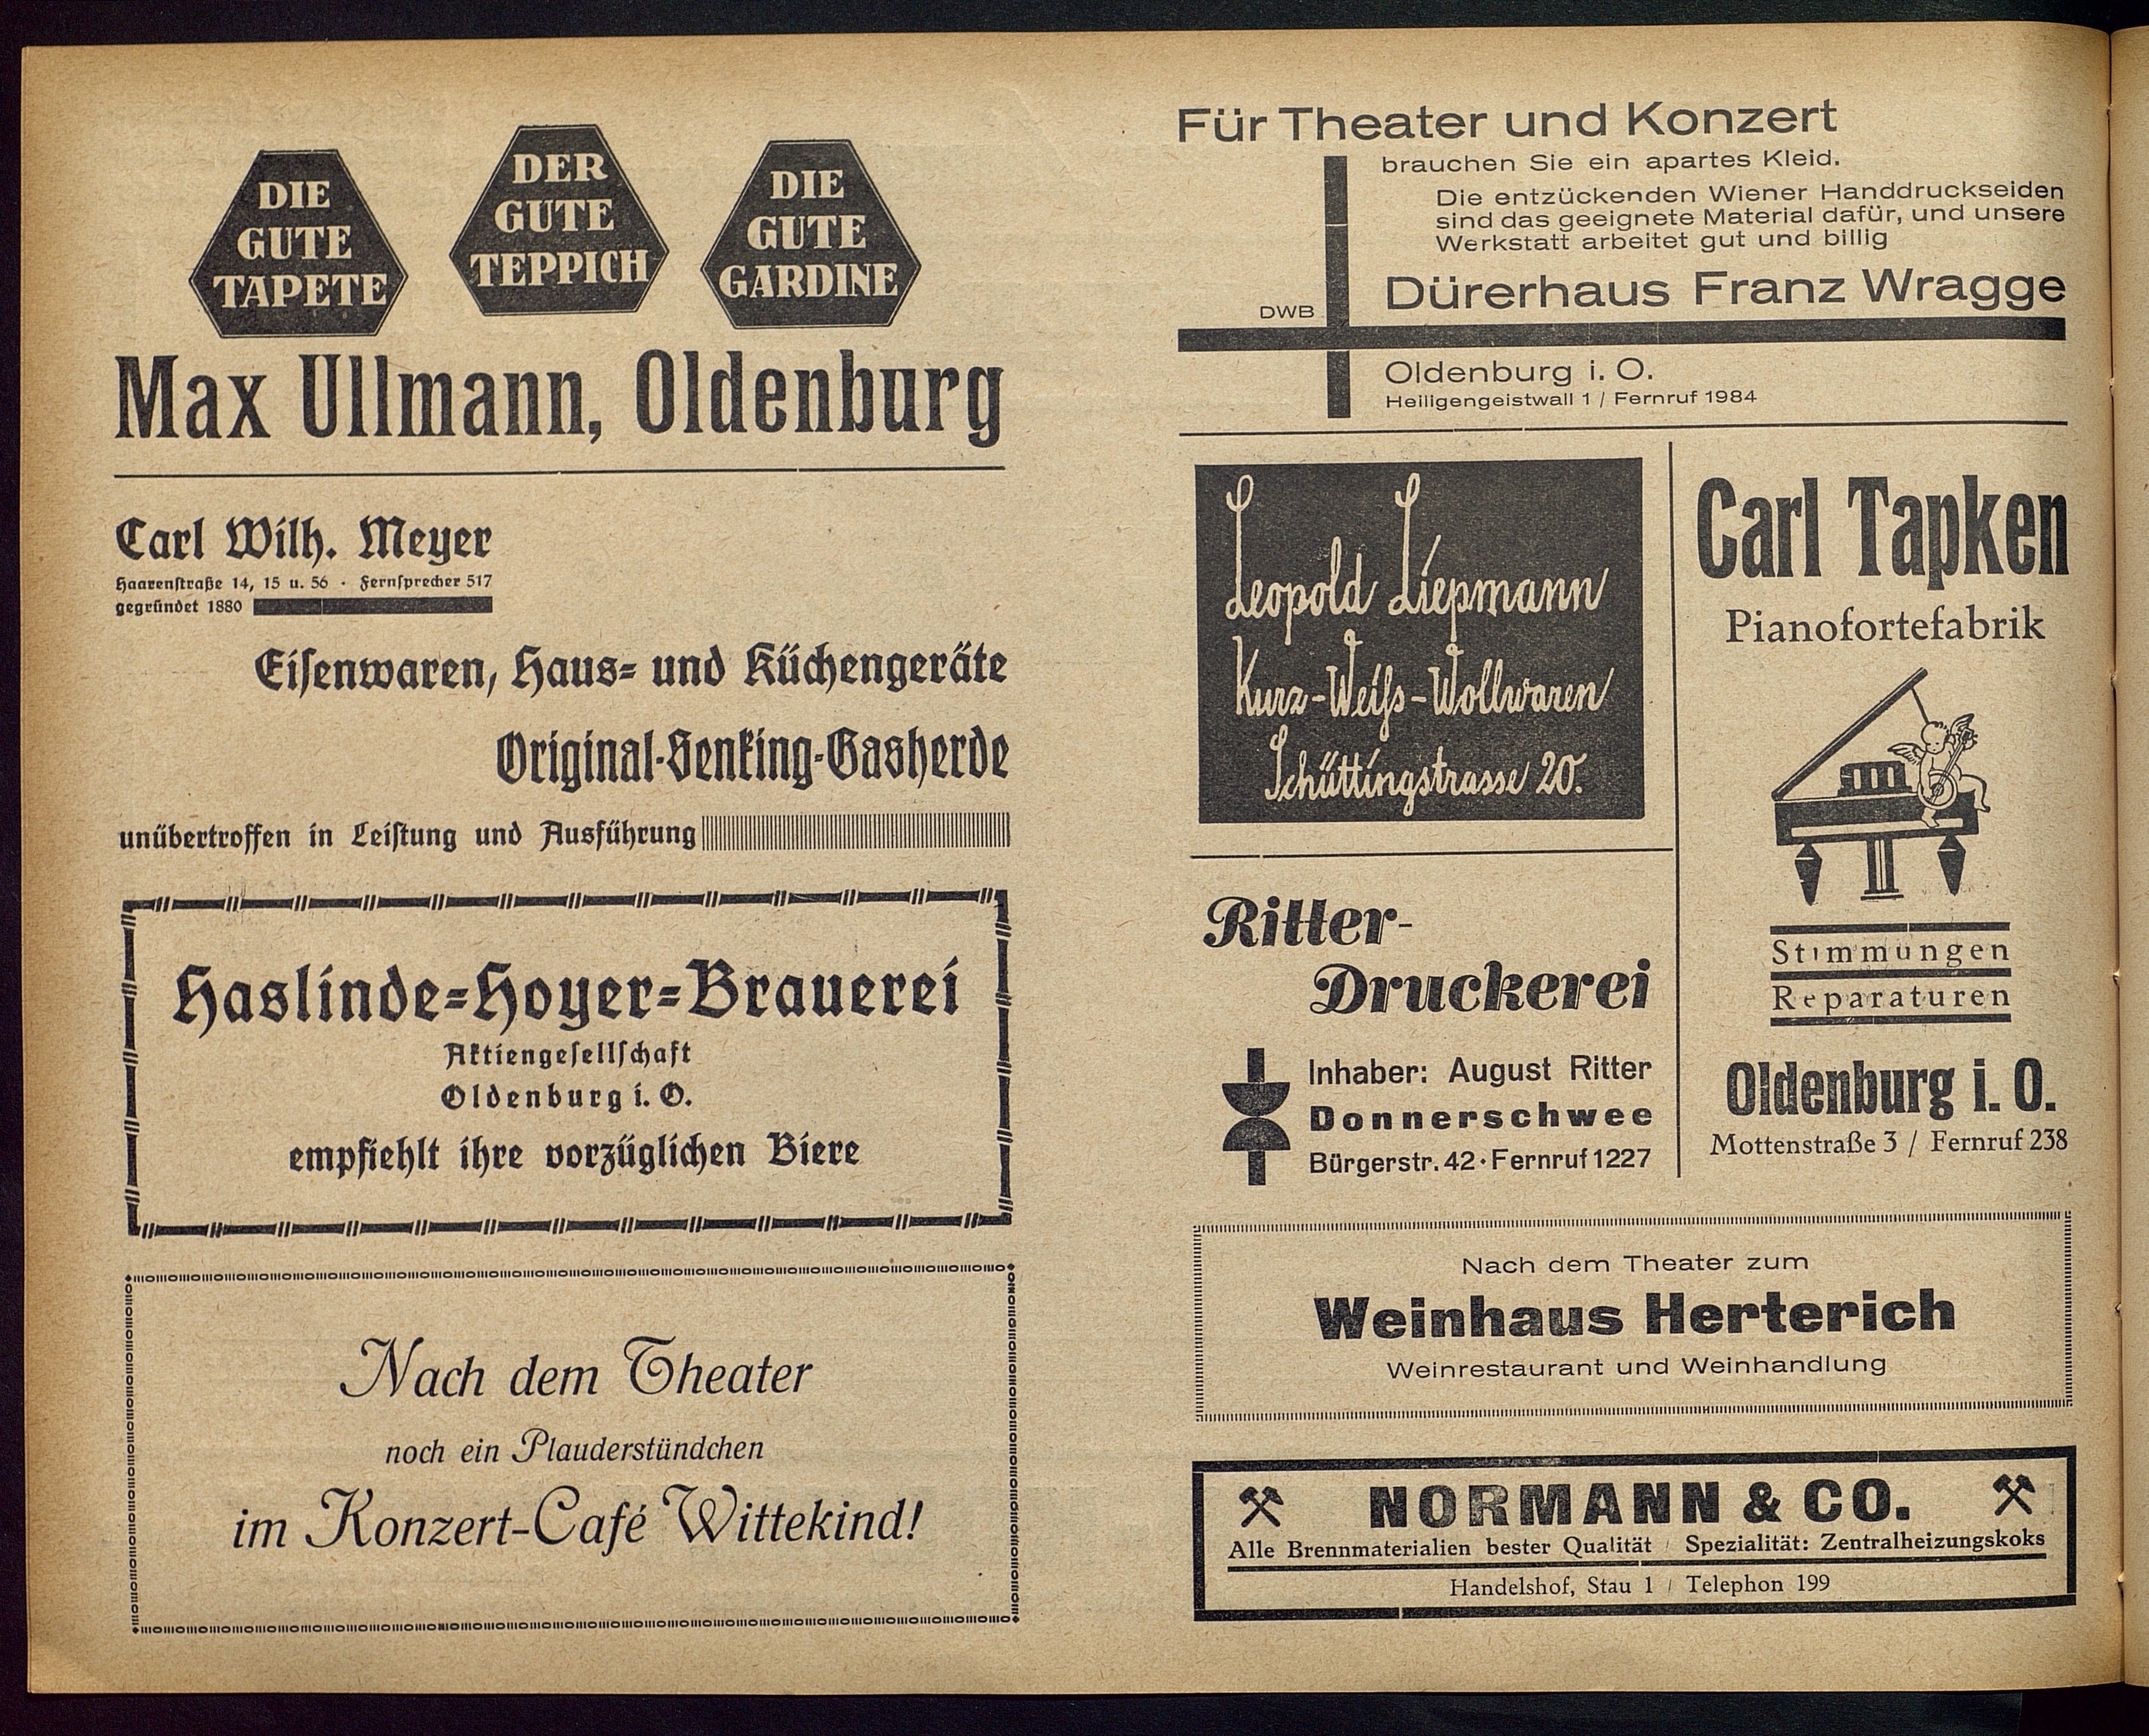 DIE
GUTE
TAPETE
DER
GUTE
TEPPICH
DIE
GUTE
GARDINE
Max Ullmann, Oldenburg
Carl Wilh. Meyer
Haarenſtraße 14, 15 u. 56 · Fernſprecher 517
gegründet 1880
Eiſenwaren, Haus- und Küchengeräte
Original-Senking-Gasherde
unübertroffen in Leiſtung und Ausführung
Haslinde-Hoyer-Brauerei
Aktiengeſellſchaft
Oldenburg i. O.
empfiehlt ihre vorzüglichen Biere
Nach dem Theater
noch ein Plauderstündchen
im Konzert-Café Wittekind!
Für Theater und Konzert
brauchen Sie ein apartes Kleid.
Die entzückenden Wiener Handdruckseiden
sind das geeignete Material dafür, und unsere
Werkstatt arbeitet gut und billig
Dürerhaus Franz Wragge
DWB
Oldenburg i. O.
Heiligengeistwall 1 / Fernruf 1984
Leopold Liepmann
Kurz-Weiß-Wollwaren
Schüttingstrasse 20.
Ritter-
Druckerei
Inhaber: August Ritter
Donnerschwee
Bürgerstr. 42 · Fernruf 1227
Carl Tapken
Pianofortefabrik
Stimmungen
Reparaturen
Oldenburg i. O.
Mottenstraße 3 / Fernruf 238
Nach dem Theater zum
Weinhaus Herterich
Weinrestaurant und Weinhandlung
NORMANN & CO.
Alle Brennmaterialien bester Qualität / Spezialität: Zentralheizungskoks
Handelshof, Stau 1 / Telephon 199